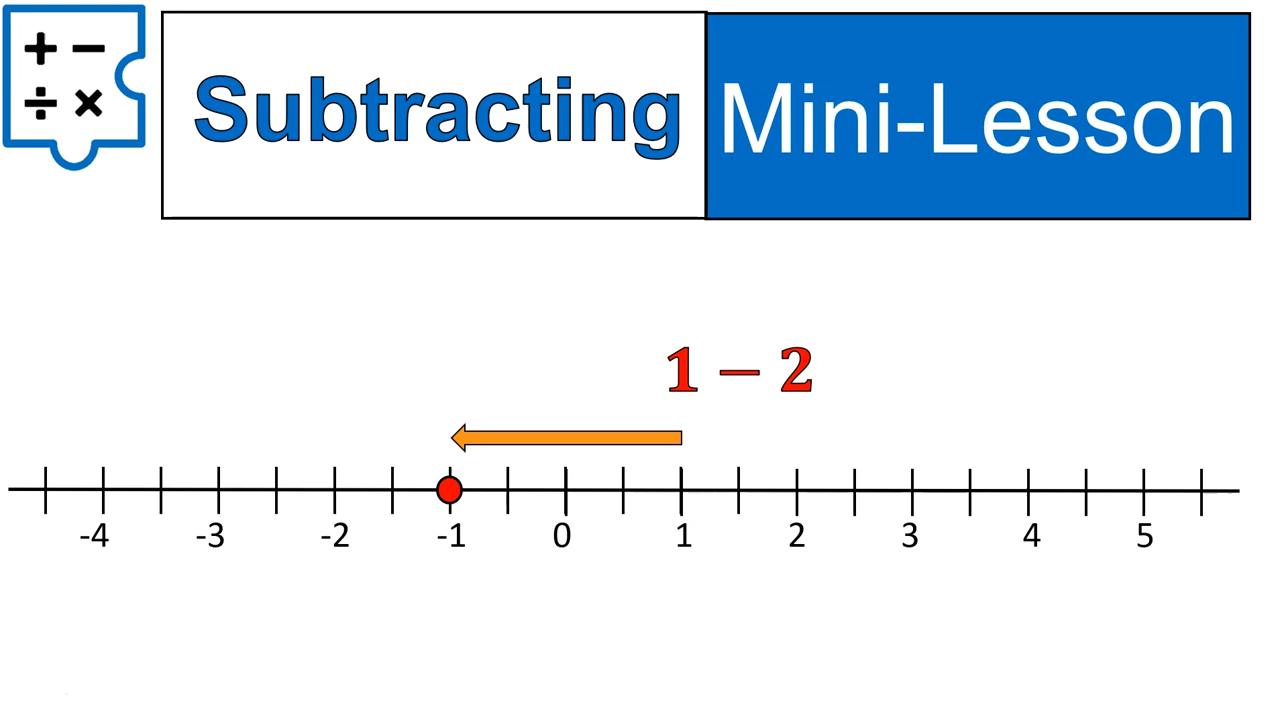 + −
÷ ×
Subtracting Mini-Lesson
1 − 2
-4 -3 -2 -1 0 1 2 3 4 5